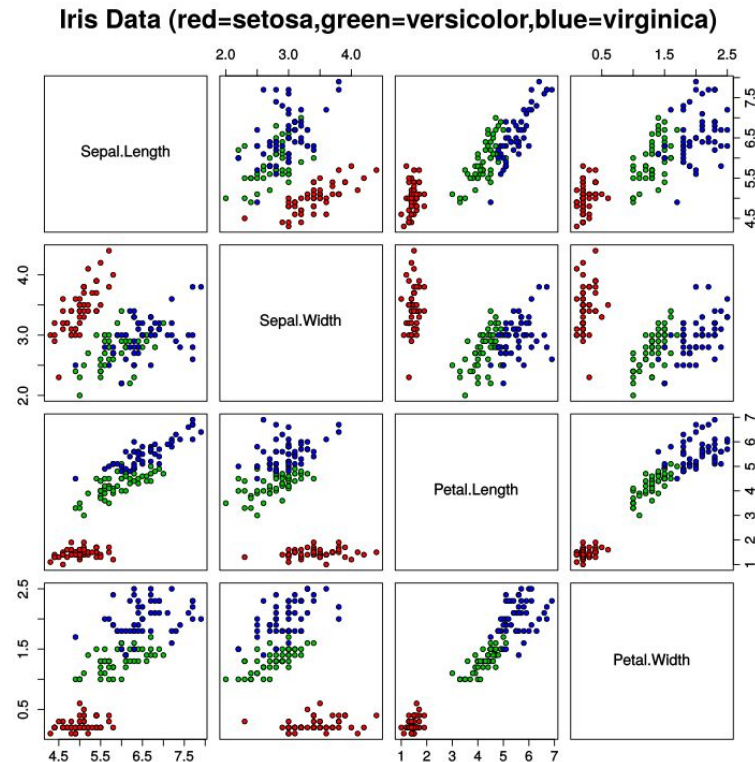 Iris Data (red=setosa,green=versicolor,blue=virginica)
2.0 3.0 4.0
0.5 1.5 2.5
Sepal.Length
4.5 5.5 6.5 7.5
2.0 3.0 4.0
Sepal.Width
Petal.Length
1 2 3 4 5 6 7
0.5 1.5 2.5
Petal.Width
4.5 5.5 6.5 7.5
1 2 3 4 5 6 7